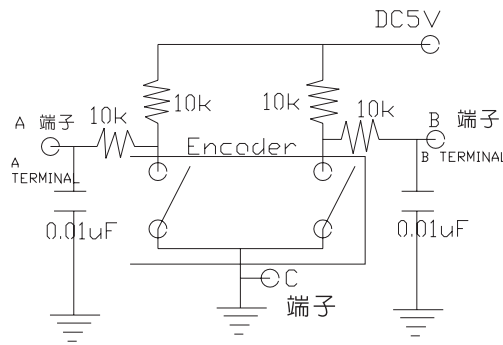 DC5V
10k
10k
10k
10k
A 端子
B 端子
Encoder
A
TERMINAL
B TERMINAL
0.01uF
0.01uF
C
端子